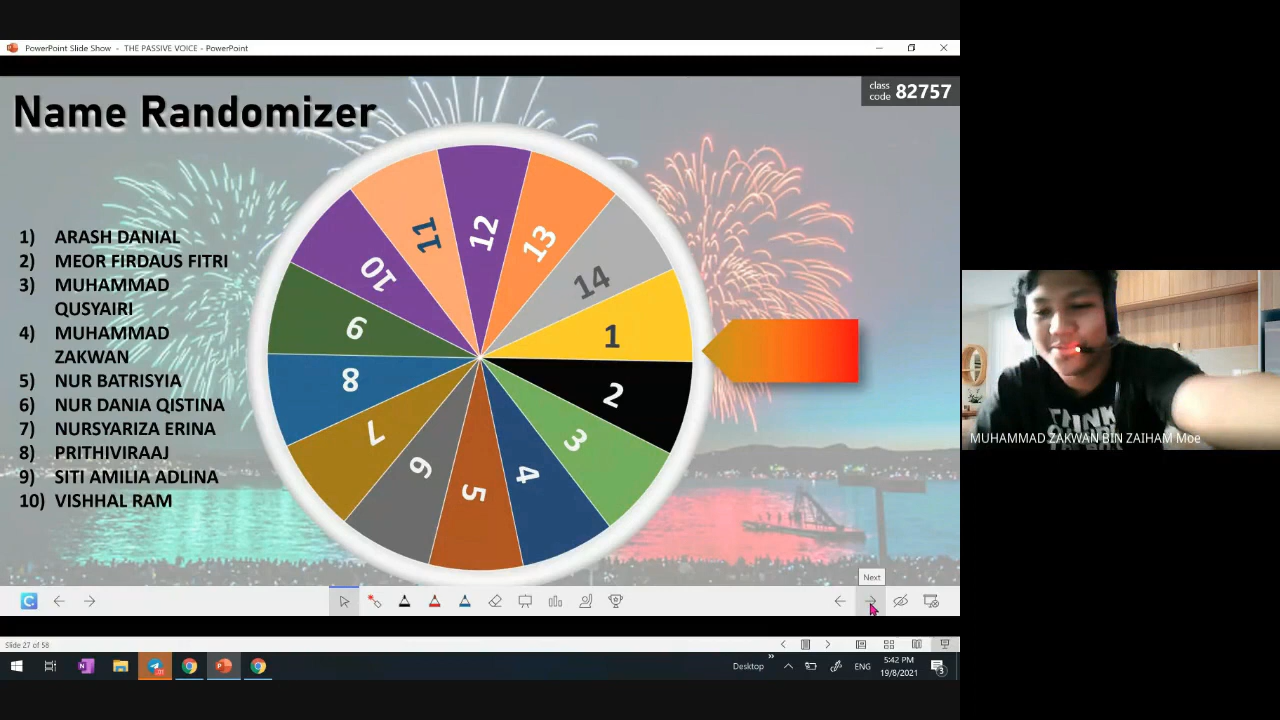 PowerPoint Slide Show - THE PASSIVE VOICE - PowerPoint
Name Randomizer
class code 82757
1) ARASH DANIAL
2) MEOR FIRDAUS FITRI
3) MUHAMMAD
QUSYAIRI
4) MUHAMMAD
ZAKWAN
5) NUR BATRISYIA
6) NUR DANIA QISTINA
7) NURSYARIZA ERINA
8) PRITHIVIRAAJ
9) SITI AMILIA ADLINA
10) VISHHAL RAM
1
2
3
4
5
6
7
8
9
10
11
12
13
14
THINK
MUHAMMAD ZAKWAN BIN ZAIHAM Moe
Next
Slide 27 of 58
Desktop
ENG
5:42 PM
19/8/2021
3